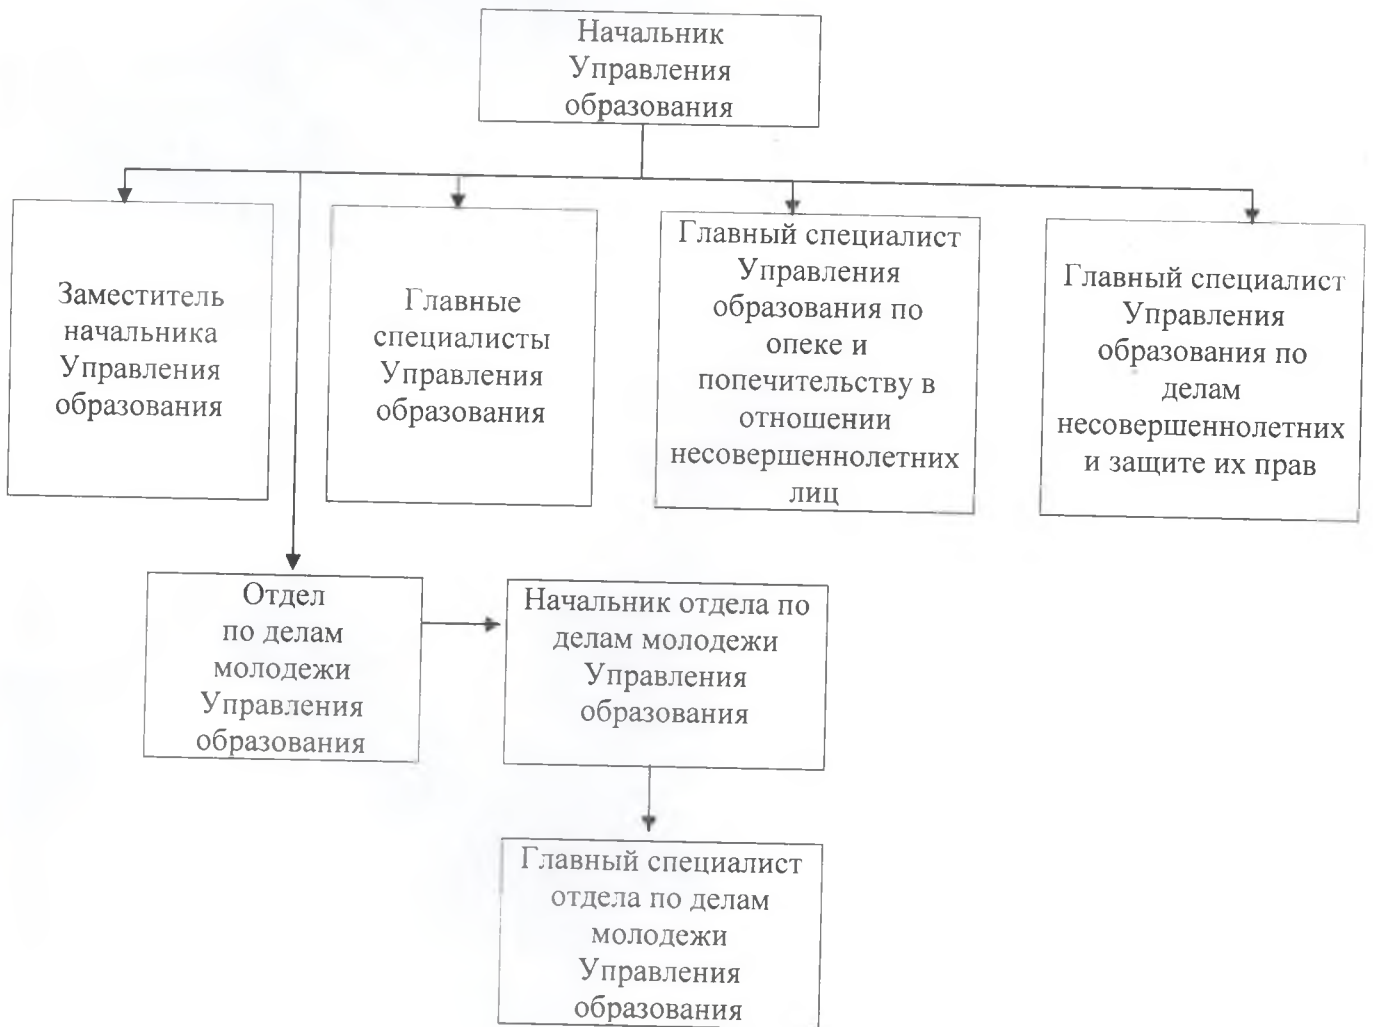 Начальник
Управления
образования
Заместитель
начальника
Управления
образования
Главные
специалисты
Управления
образования
Главный специалист
Управления
образования по
опеке и
попечительству в
отношении
несовершеннолетних
лиц
Главный специалист
Управления
образования по
делам
несовершеннолетних
и защите их прав
Отдел
по делам
молодежи
Управления
образования
Начальник отдела по
делам молодежи
Управления
образования
Главный специалист
отдела по делам
молодежи
Управления
образования